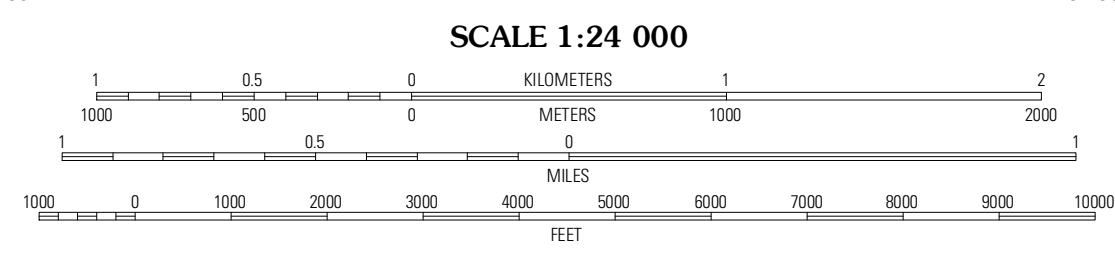 SCALE 1:24 000
1 0.5 0 KILOMETERS 1 2
1000 500 0 METERS 1000 2000
1 0.5 0 1
MILES
1000 0 1000 2000 3000 4000 5000 6000 7000 8000 9000 10000
FEET